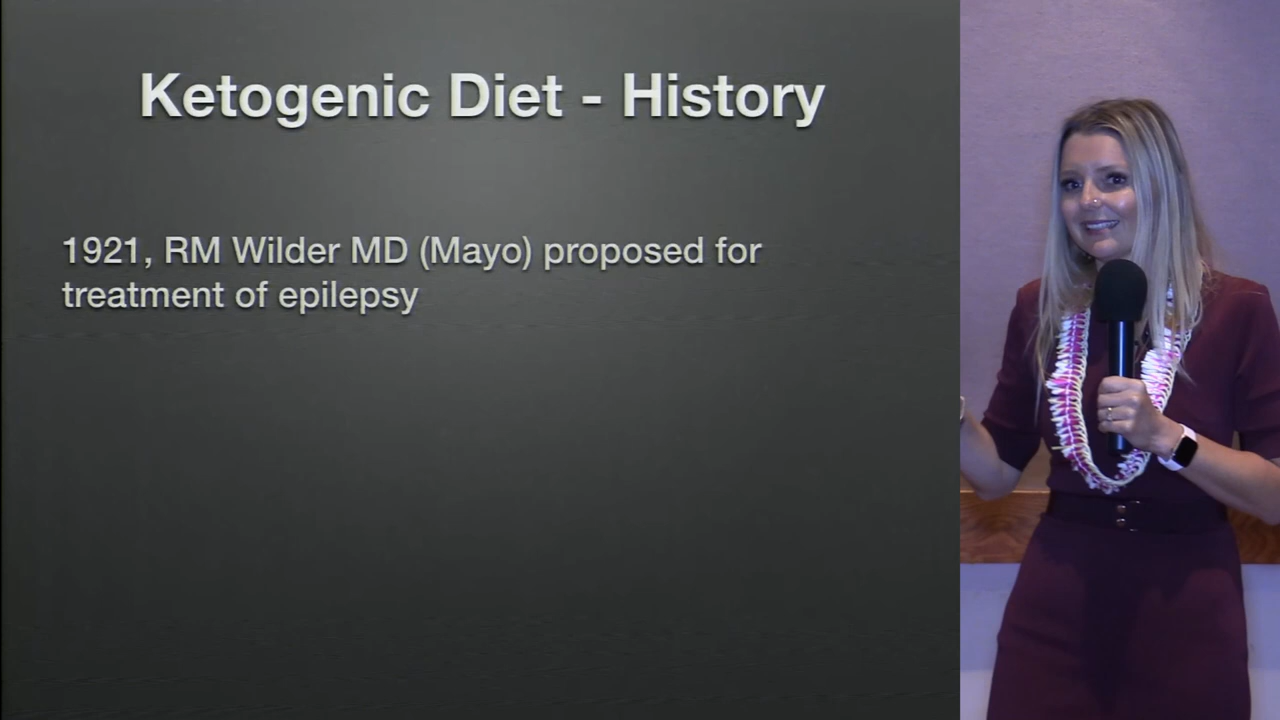 Ketogenic Diet - History
1921, RM Wilder MD (Mayo) proposed for
treatment of epilepsy